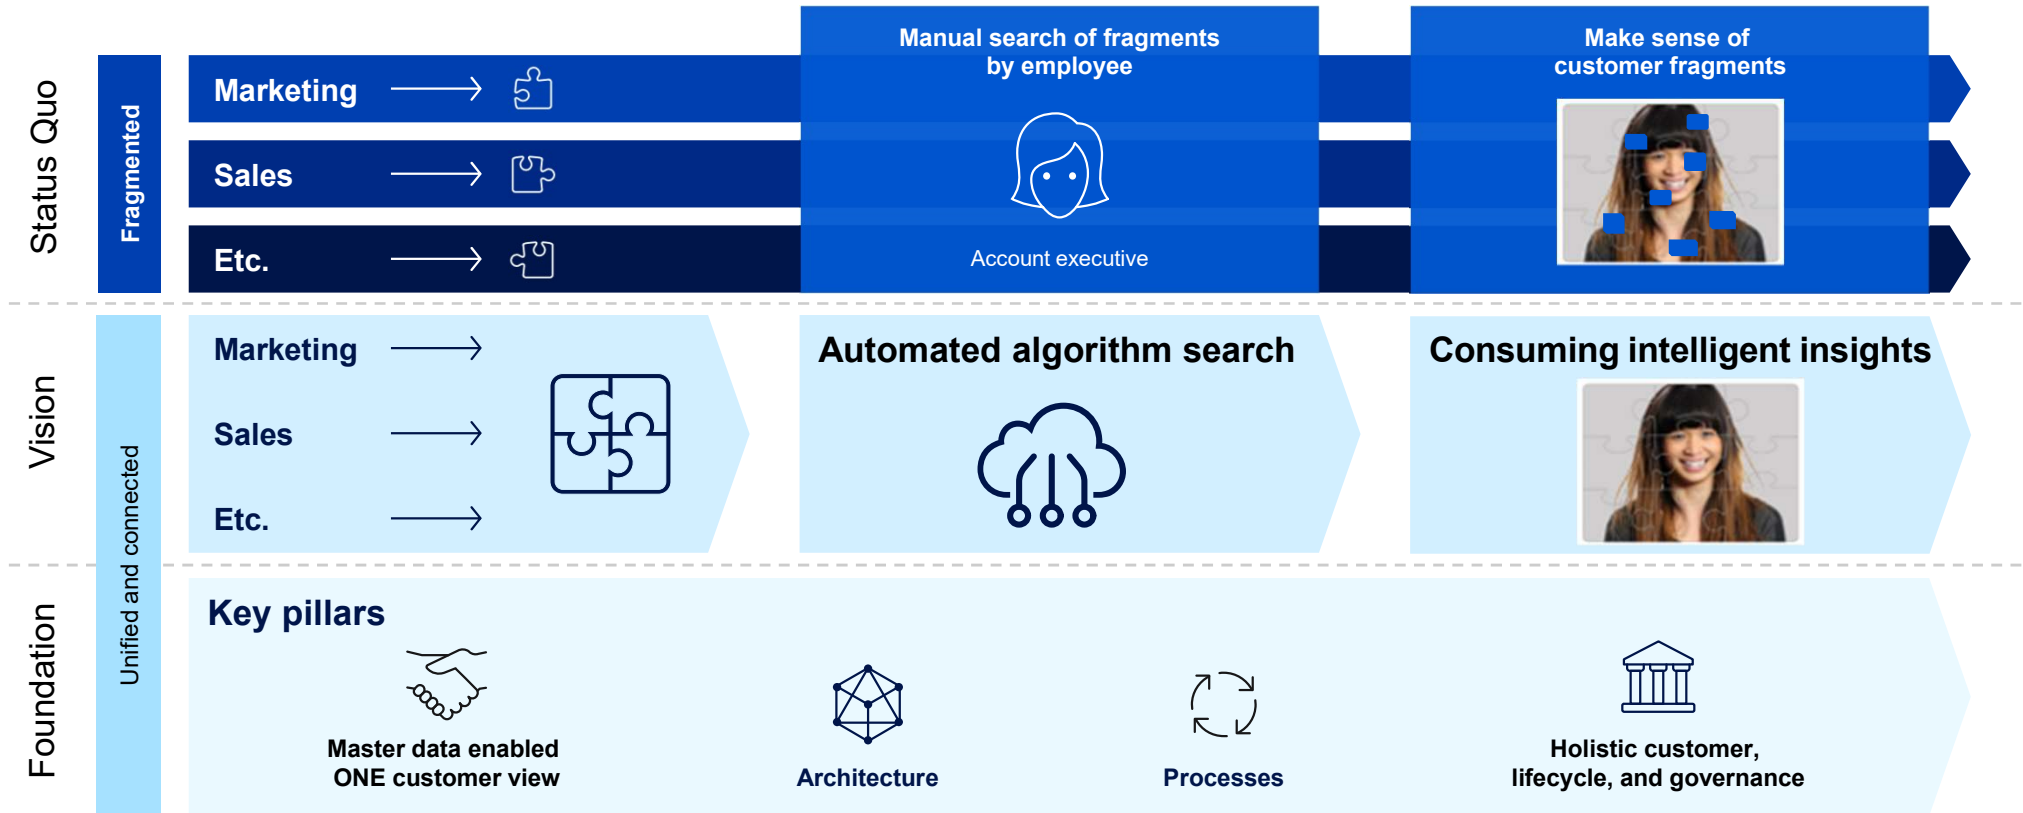 Status Quo
Fragmented
Marketing
Sales
Etc.
Manual search of fragments
by employee
Account executive
Make sense of
customer fragments
Vision
Unified and connected
Marketing
Sales
Etc.
Automated algorithm search
Consuming intelligent insights
Foundation
Key pillars
Master data enabled
ONE customer view
Architecture
Processes
Holistic customer,
lifecycle, and governance